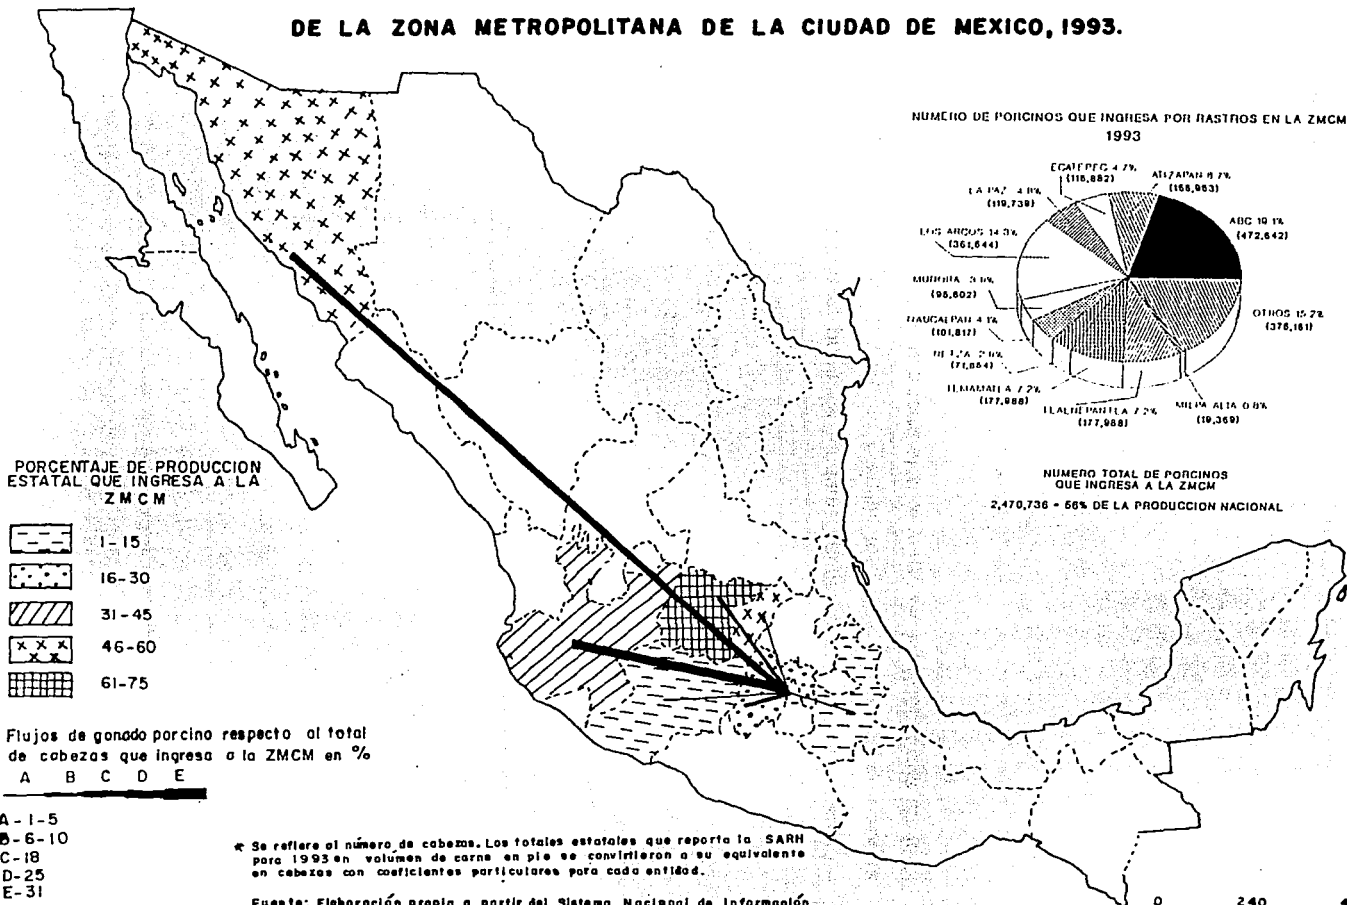 DE LA ZONA METROPOLITANA DE LA CIUDAD DE MEXICO, 1993.
NUMERO DE PORCINOS QUE INGRESA POR RASTROS EN LA ZMCM
1993
ECATEPEC 4.7%
(116,882)
ATIZAPAN 6.7%
LA PAZ 4.8%
(119,739)
ABC 19.1%
(472,642)
LOS ARCOS 14.3%
(361,644)
OTROS 15.2%
(376,161)
NAUCALPAN 4.1%
(101,817)
TEMAMATLA 7.2%
(177,988)
TLALNEPANTLA 7.2%
(177,988)
MILPA ALTA 0.8%
(19,369)
NUMERO TOTAL DE PORCINOS
QUE INGRESA A LA ZMCM
2,470,736 = 56% DE LA PRODUCCION NACIONAL
PORCENTAJE DE PRODUCCION
ESTATAL QUE INGRESA A LA
ZMCM
1-15
16-30
31-45
46-60
61-75
Flujos de ganado porcino respecto al total
de cabezas que ingresa a la ZMCM en %
A B C D E
A-1-5
B-6-10
C-18
D-25
E-31
* Se refiere al número de cabezas. Los totales estatales que reporta la SARH
para 1993 en volumen de carne en pie se convirtieron a su equivalente
en cabezas con coeficientes particulares para cada entidad.
Fuente: Elaboración propia a partir del Sistema Nacional de Información
0 240 4